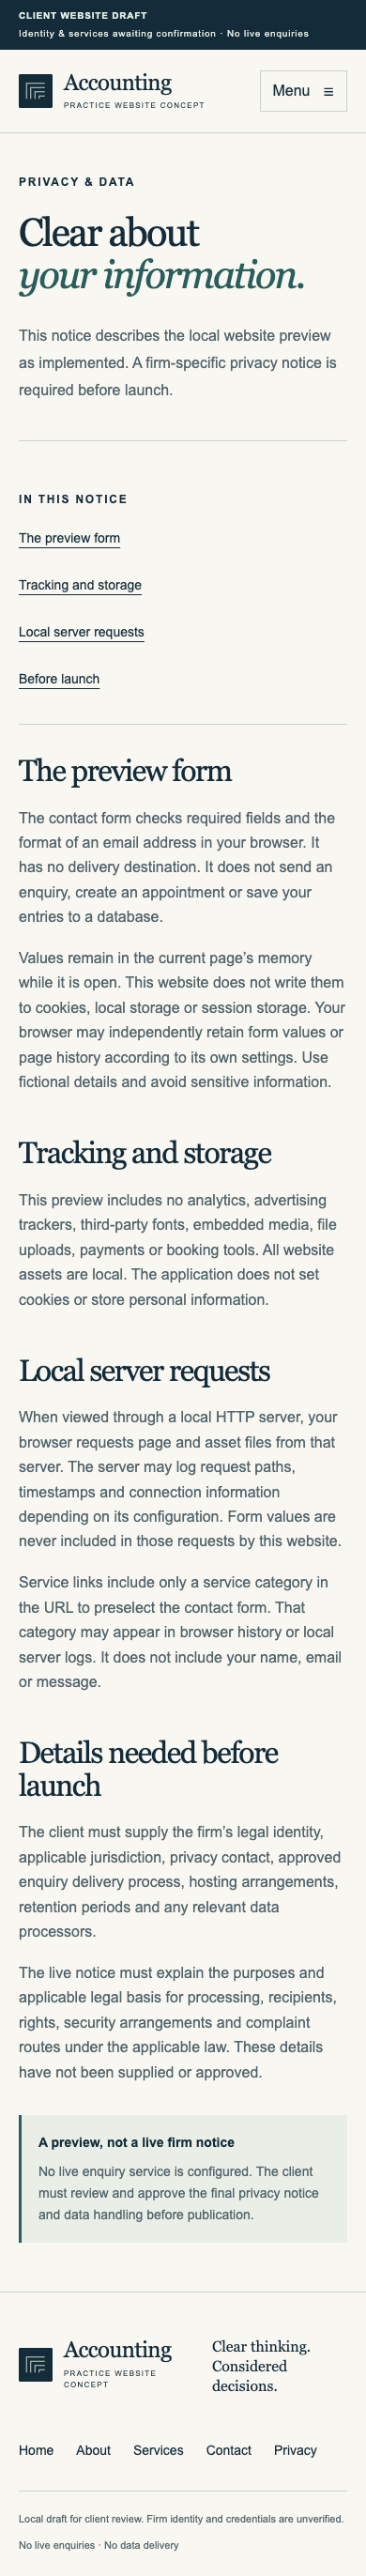 CLIENT WEBSITE DRAFT
Identity & services awaiting confirmation · No live enquiries
Accounting
PRACTICE WEBSITE CONCEPT
Menu ≡
PRIVACY & DATA
Clear about
your information.
This notice describes the local website preview
as implemented. A firm-specific privacy notice is
required before launch.
IN THIS NOTICE
The preview form
Tracking and storage
Local server requests
Before launch
The preview form
The contact form checks required fields and the
format of an email address in your browser. It
has no delivery destination. It does not send an
enquiry, create an appointment or save your
entries to a database.
Values remain in the current page’s memory
while it is open. This website does not write them
to cookies, local storage or session storage. Your
browser may independently retain form values or
page history according to its own settings. Use
fictional details and avoid sensitive information.
Tracking and storage
This preview includes no analytics, advertising
trackers, third-party fonts, embedded media, file
uploads, payments or booking tools. All website
assets are local. The application does not set
cookies or store personal information.
Local server requests
When viewed through a local HTTP server, your
browser requests page and asset files from that
server. The server may log request paths,
timestamps and connection information
depending on its configuration. Form values are
never included in those requests by this website.
Service links include only a service category in
the URL to preselect the contact form. That
category may appear in browser history or local
server logs. It does not include your name, email
or message.
Details needed before
launch
The client must supply the firm’s legal identity,
applicable jurisdiction, privacy contact, approved
enquiry delivery process, hosting arrangements,
retention periods and any relevant data
processors.
The live notice must explain the purposes and
applicable legal basis for processing, recipients,
rights, security arrangements and complaint
routes under the applicable law. These details
have not been supplied or approved.
A preview, not a live firm notice
No live enquiry service is configured. The client
must review and approve the final privacy notice
and data handling before publication.
Accounting
PRACTICE WEBSITE
CONCEPT
Clear thinking.
Considered
decisions.
Home About Services Contact Privacy
Local draft for client review. Firm identity and credentials are unverified.
No live enquiries · No data delivery